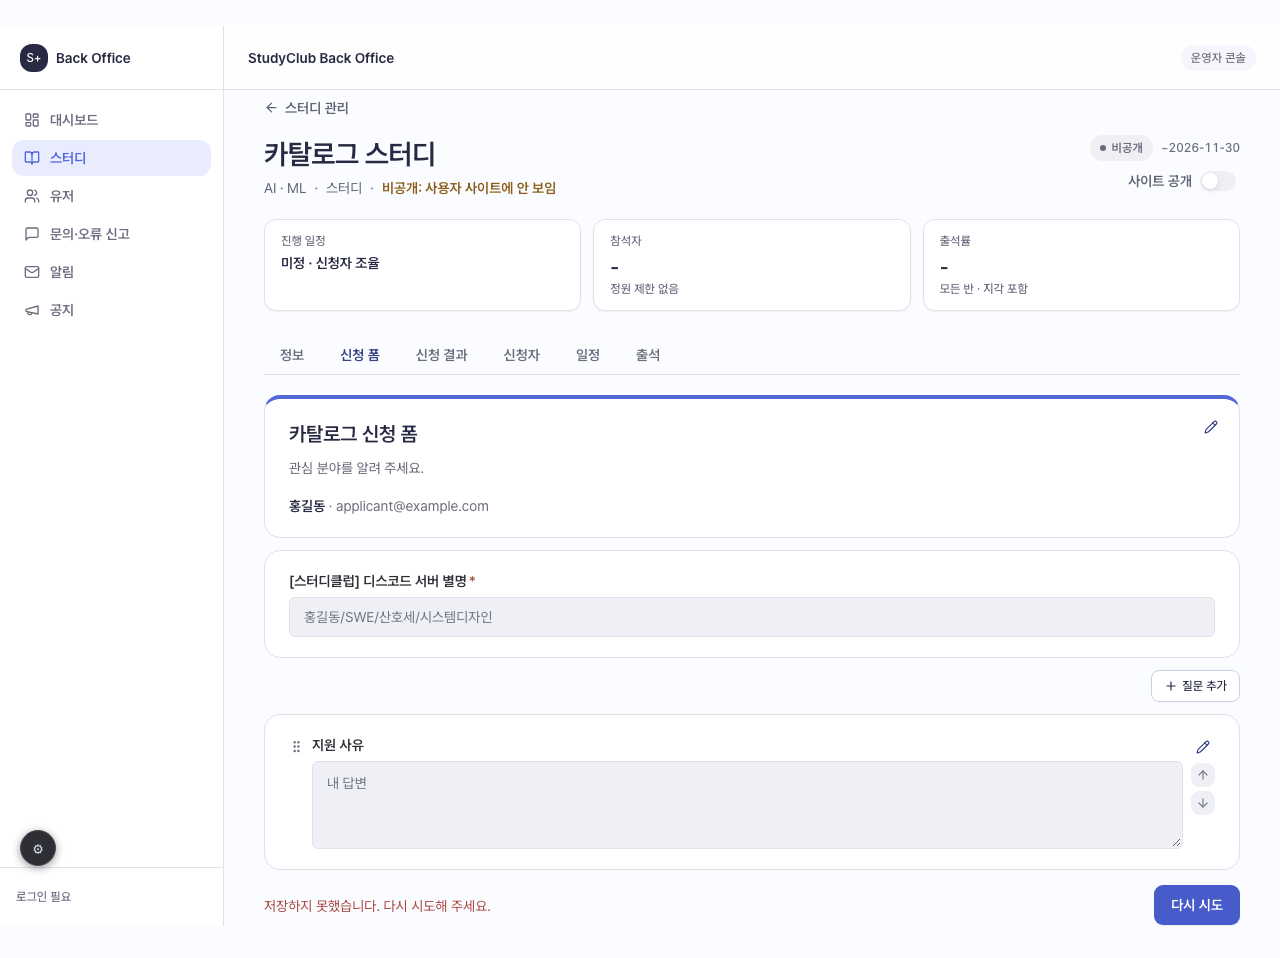 S+ Back Office
StudyClub Back Office
운영자 콘솔
대시보드
스터디
유저
문의·오류 신고
알림
공지
로그인 필요
← 스터디 관리
카탈로그 스터디
비공개 ~2026-11-30
AI · ML · 스터디 · 비공개: 사용자 사이트에 안 보임
사이트 공개
진행 일정
미정 · 신청자 조율
참석자
–
정원 제한 없음
출석률
–
모든 반 · 지각 포함
정보 신청 폼 신청 결과 신청자 일정 출석
카탈로그 신청 폼
관심 분야를 알려 주세요.
홍길동 · applicant@example.com
[스터디클럽] 디스코드 서버 별명 *
홍길동/SWE/산호세/시스템디자인
+ 질문 추가
지원 사유
내 답변
저장하지 못했습니다. 다시 시도해 주세요.
다시 시도